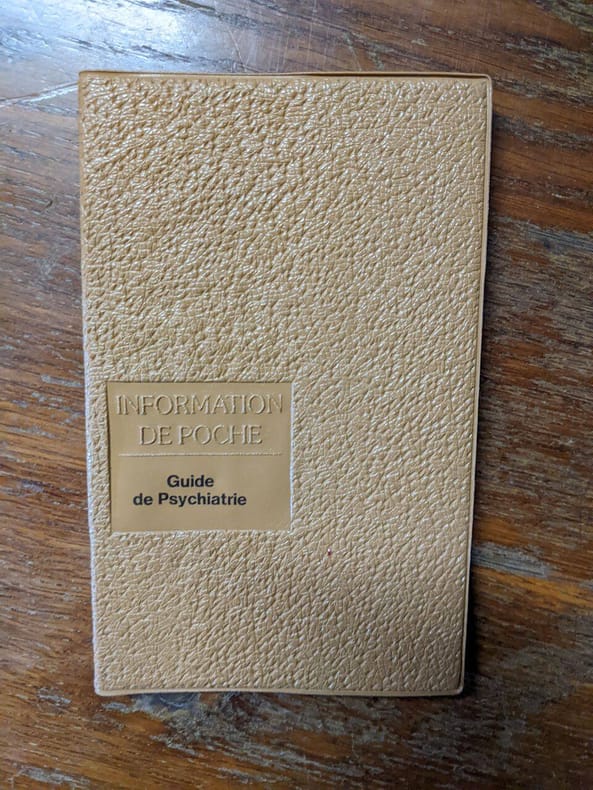 INFORMATION
DE POCHE
Guide
de Psychiatrie